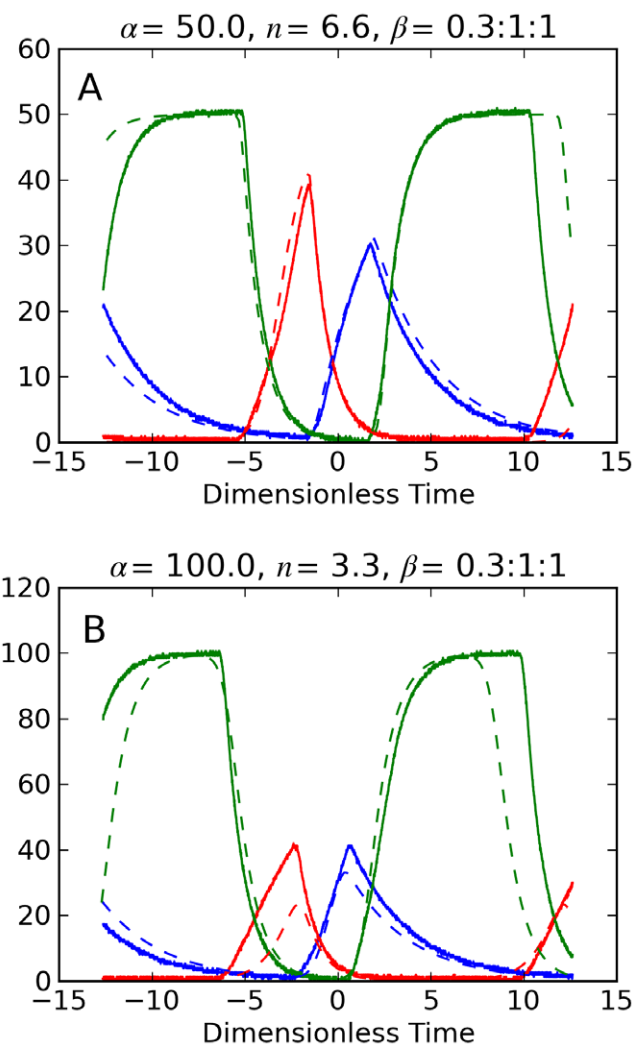 α = 50.0, n = 6.6, β = 0.3:1:1
A
60
50
40
30
20
10
0
−15 −10 −5 0 5 10 15
Dimensionless Time
α = 100.0, n = 3.3, β = 0.3:1:1
B
120
100
80
60
40
20
0
−15 −10 −5 0 5 10 15
Dimensionless Time